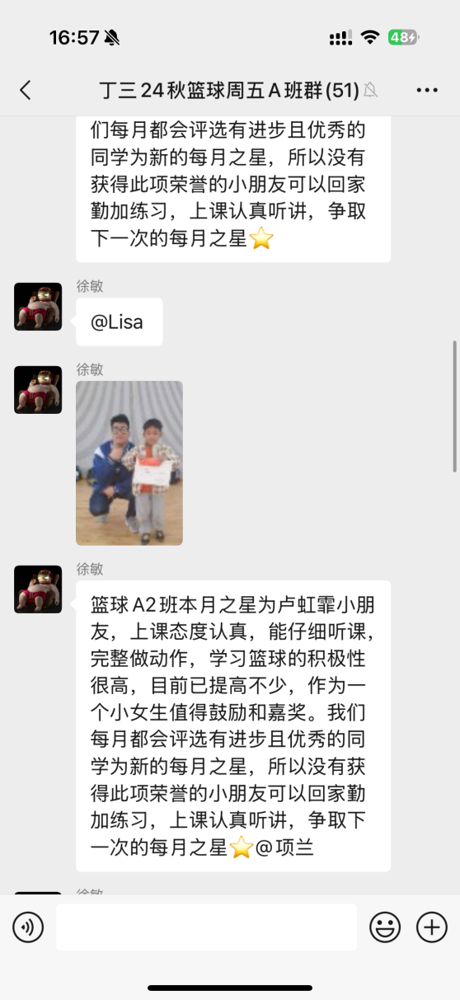 16:57
48
丁三24秋篮球周五A班群(51)
们每月都会评选有进步且优秀的
同学为新的每月之星，所以没有
获得此项荣誉的小朋友可以回家
勤加练习，上课认真听讲，争取
下一次的每月之星⭐
徐敏
@Lisa
徐敏
徐敏
篮球A2班本月之星为卢虹霏小朋
友，上课态度认真，能仔细听课，
完整做动作，学习篮球的积极性
很高，目前已提高不少，作为一
个小女生值得鼓励和嘉奖。我们
每月都会评选有进步且优秀的同
学为新的每月之星，所以没有获
得此项荣誉的小朋友可以回家勤
加练习，上课认真听讲，争取下
一次的每月之星⭐@项兰
徐敏